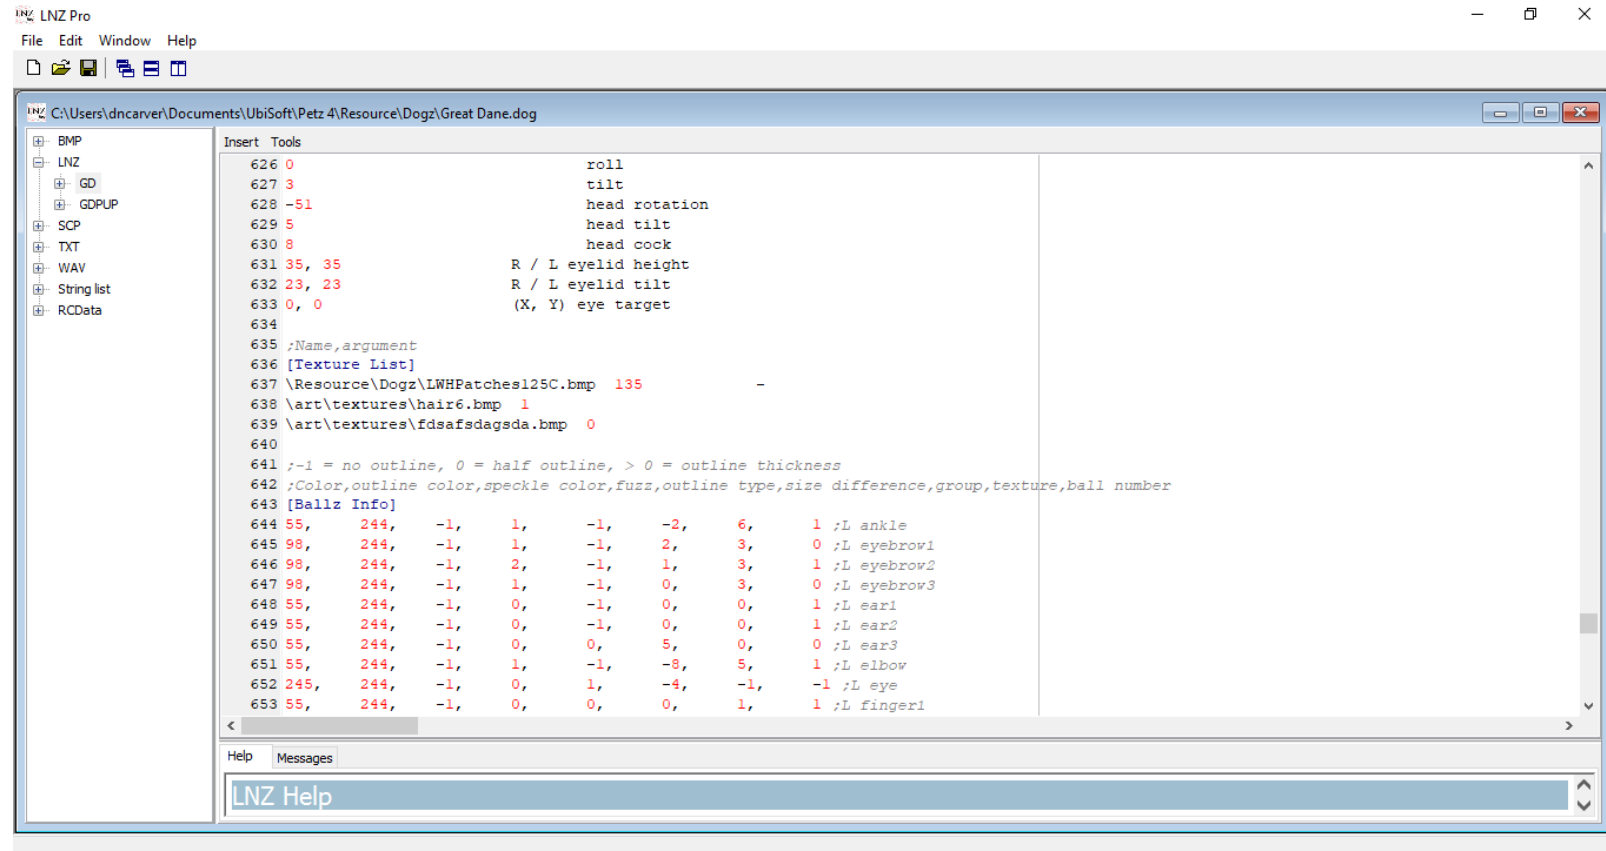 LNZ Pro
File Edit Window Help
C:\Users\dncarver\Documents\UbiSoft\Petz 4\Resource\Dogz\Great Dane.dog
BMP
LNZ
GD
GDPUP
SCP
TXT
WAV
String list
RCData
Insert Tools
626 0 roll
627 3 tilt
628 -51 head rotation
629 5 head tilt
630 8 head cock
631 35, 35 R / L eyelid height
632 23, 23 R / L eyelid tilt
633 0, 0 (X, Y) eye target
634
635 ;Name,argument
636 [Texture List]
637 \Resource\Dogz\LWHPatches125C.bmp 135 -
638 \art\textures\hair6.bmp 1
639 \art\textures\fdsafsdagsda.bmp 0
640
641 ;-1 = no outline, 0 = half outline, > 0 = outline thickness
642 ;Color,outline color,speckle color,fuzz,outline type,size difference,group,texture,ball number
643 [Ballz Info]
644 55, 244, -1, 1, -1, -2, 6, 1 ;L ankle
645 98, 244, -1, 1, -1, 2, 3, 0 ;L eyebrow1
646 98, 244, -1, 2, -1, 1, 3, 1 ;L eyebrow2
647 98, 244, -1, 1, -1, 0, 3, 0 ;L eyebrow3
648 55, 244, -1, 0, -1, 0, 0, 1 ;L ear1
649 55, 244, -1, 0, -1, 0, 0, 1 ;L ear2
650 55, 244, -1, 0, 0, 5, 0, 0 ;L ear3
651 55, 244, -1, 1, -1, -8, 5, 1 ;L elbow
652 245, 244, -1, 0, 1, -4, -1, -1 ;L eye
653 55, 244, -1, 0, 0, 0, 1, 1 ;L finger1
Help Messages
LNZ Help